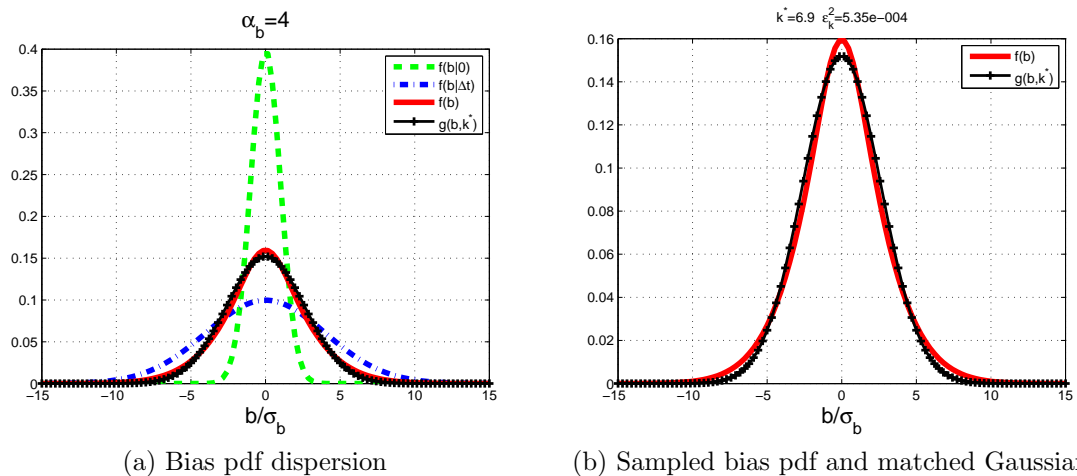 α_b=4
0.4
0.35
0.3
0.25
0.2
0.15
0.1
0.05
0
−15 −10 −5 0 5 10 15
f(b|0)
f(b|Δt)
f(b)
g(b,k*)
b/σ_b
(a) Bias pdf dispersion
k*=6.9 ε_k^2=5.35e−004
0.16
0.14
0.12
0.1
0.08
0.06
0.04
0.02
0
−15 −10 −5 0 5 10 15
f(b)
g(b,k*)
b/σ_b
(b) Sampled bias pdf and matched Gaussia